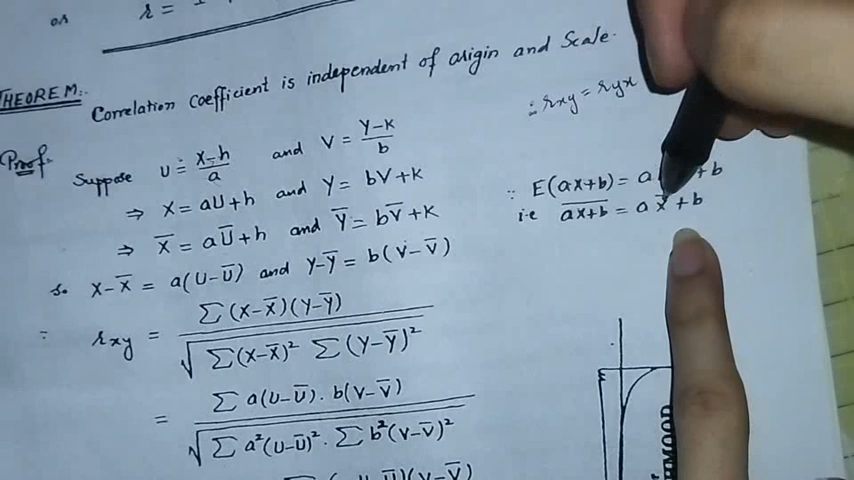 or r =
THEOREM:- Correlation coefficient is independent of origin and scale.
∴ rxy = ryx
Proof- Suppose U = X-h/a and V = Y-k/b
⇒ X = aU+h and Y = bV+k
⇒ X̄ = aŪ+h and Ȳ = bV̄+k
∵ E(ax+b) = a + b
i.e ax+b = a x̄ + b
so X-X̄ = a(U-Ū) and Y-Ȳ = b(V-V̄)
∵ rxy = Σ(X-X̄)(Y-Ȳ) / √Σ(X-X̄)² Σ(Y-Ȳ)²
= Σ a(U-Ū). b(V-V̄) / √Σ a²(U-Ū)². Σ b²(V-V̄)²
(V-V̄)